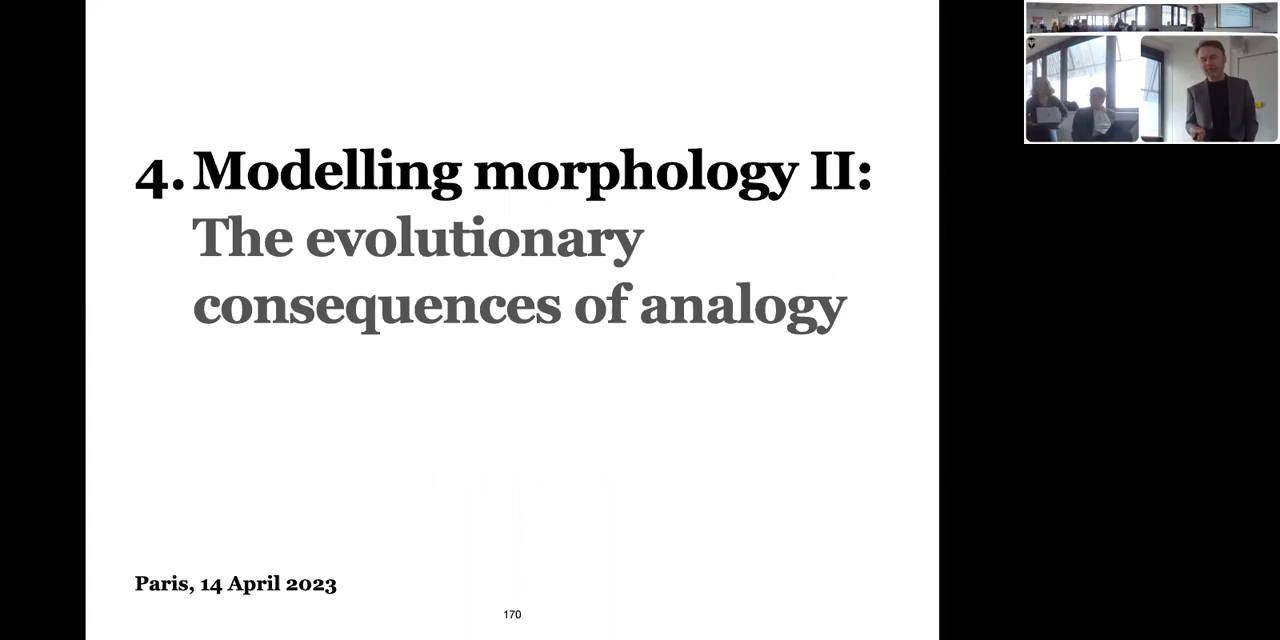 4. Modelling morphology II:
The evolutionary
consequences of analogy
Paris, 14 April 2023
170